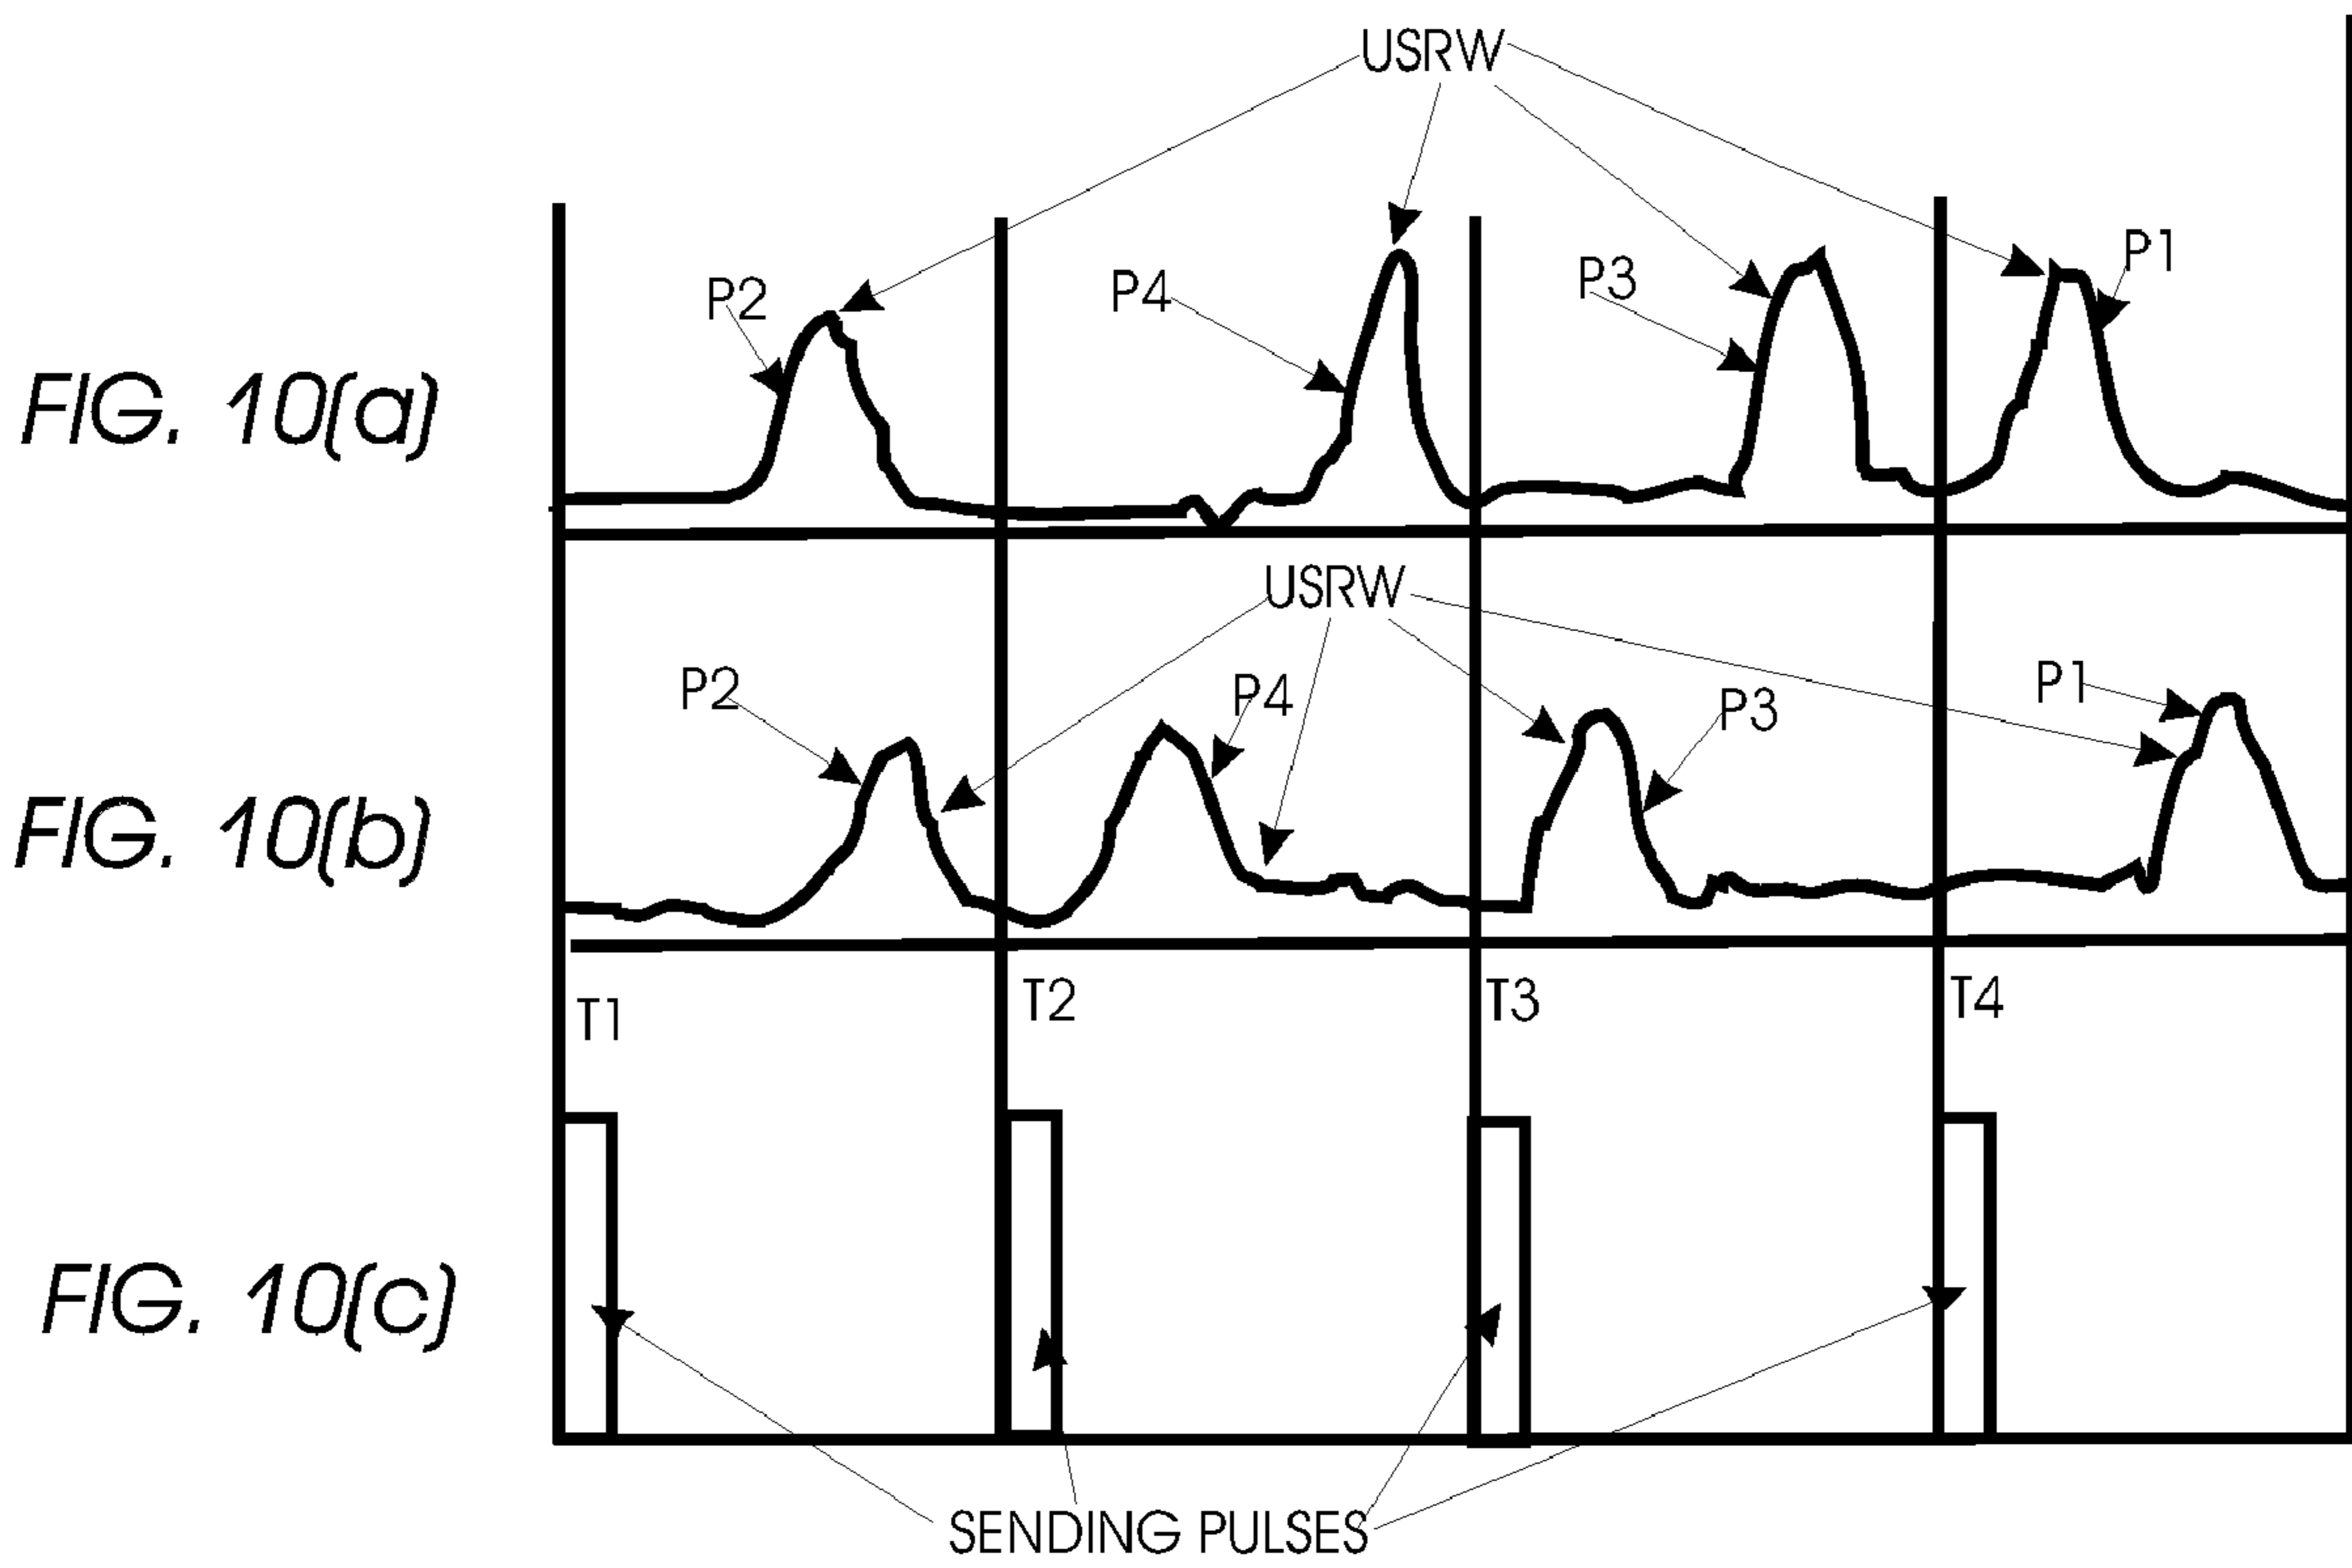 USRW
P2
P4
P3
P1
FIG. 10(a)
USRW
P2
P4
P3
P1
FIG. 10(b)
T1
T2
T3
T4
FIG. 10(c)
SENDING PULSES